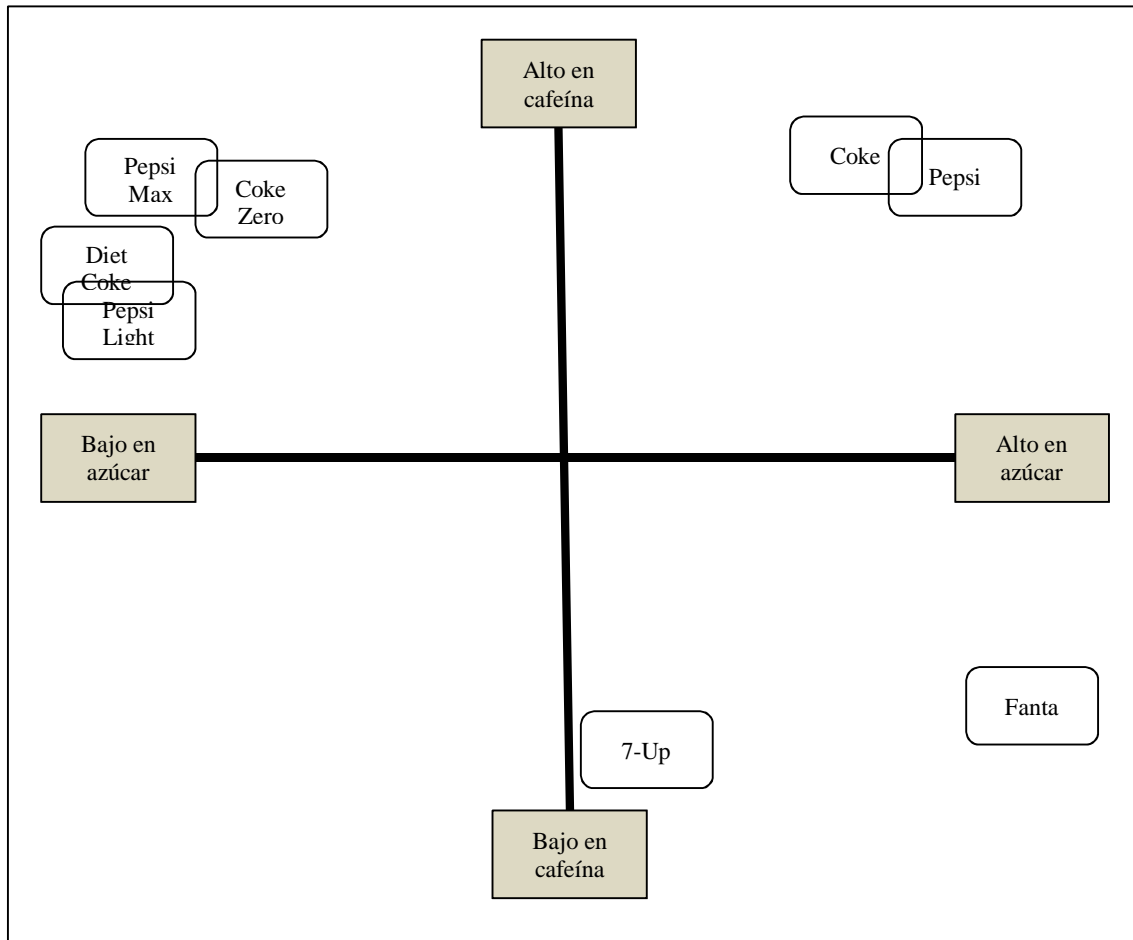 Alto en
cafeína
Coke
Pepsi
Pepsi
Max
Coke
Zero
Diet
Coke
Pepsi
Light
Bajo en
azúcar
Alto en
azúcar
Fanta
7-Up
Bajo en
cafeína